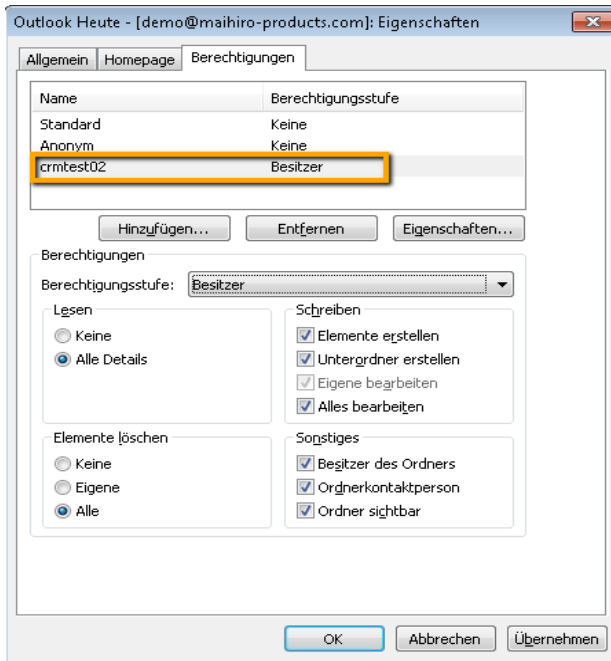 Outlook Heute - [demo@maihiro-products.com]: Eigenschaften
Allgemein Homepage Berechtigungen
Name Berechtigungsstufe
Standard Keine
Anonym Keine
crmtest02 Besitzer
Hinzufügen... Entfernen Eigenschaften...
Berechtigungen
Berechtigungsstufe: Besitzer
Lesen Schreiben
Keine Elemente erstellen
Alle Details Unterordner erstellen
Eigene bearbeiten
Alles bearbeiten
Elemente löschen Sonstiges
Keine Besitzer des Ordners
Eigene Ordnerkontaktperson
Alle Ordner sichtbar
OK Abbrechen Übernehmen